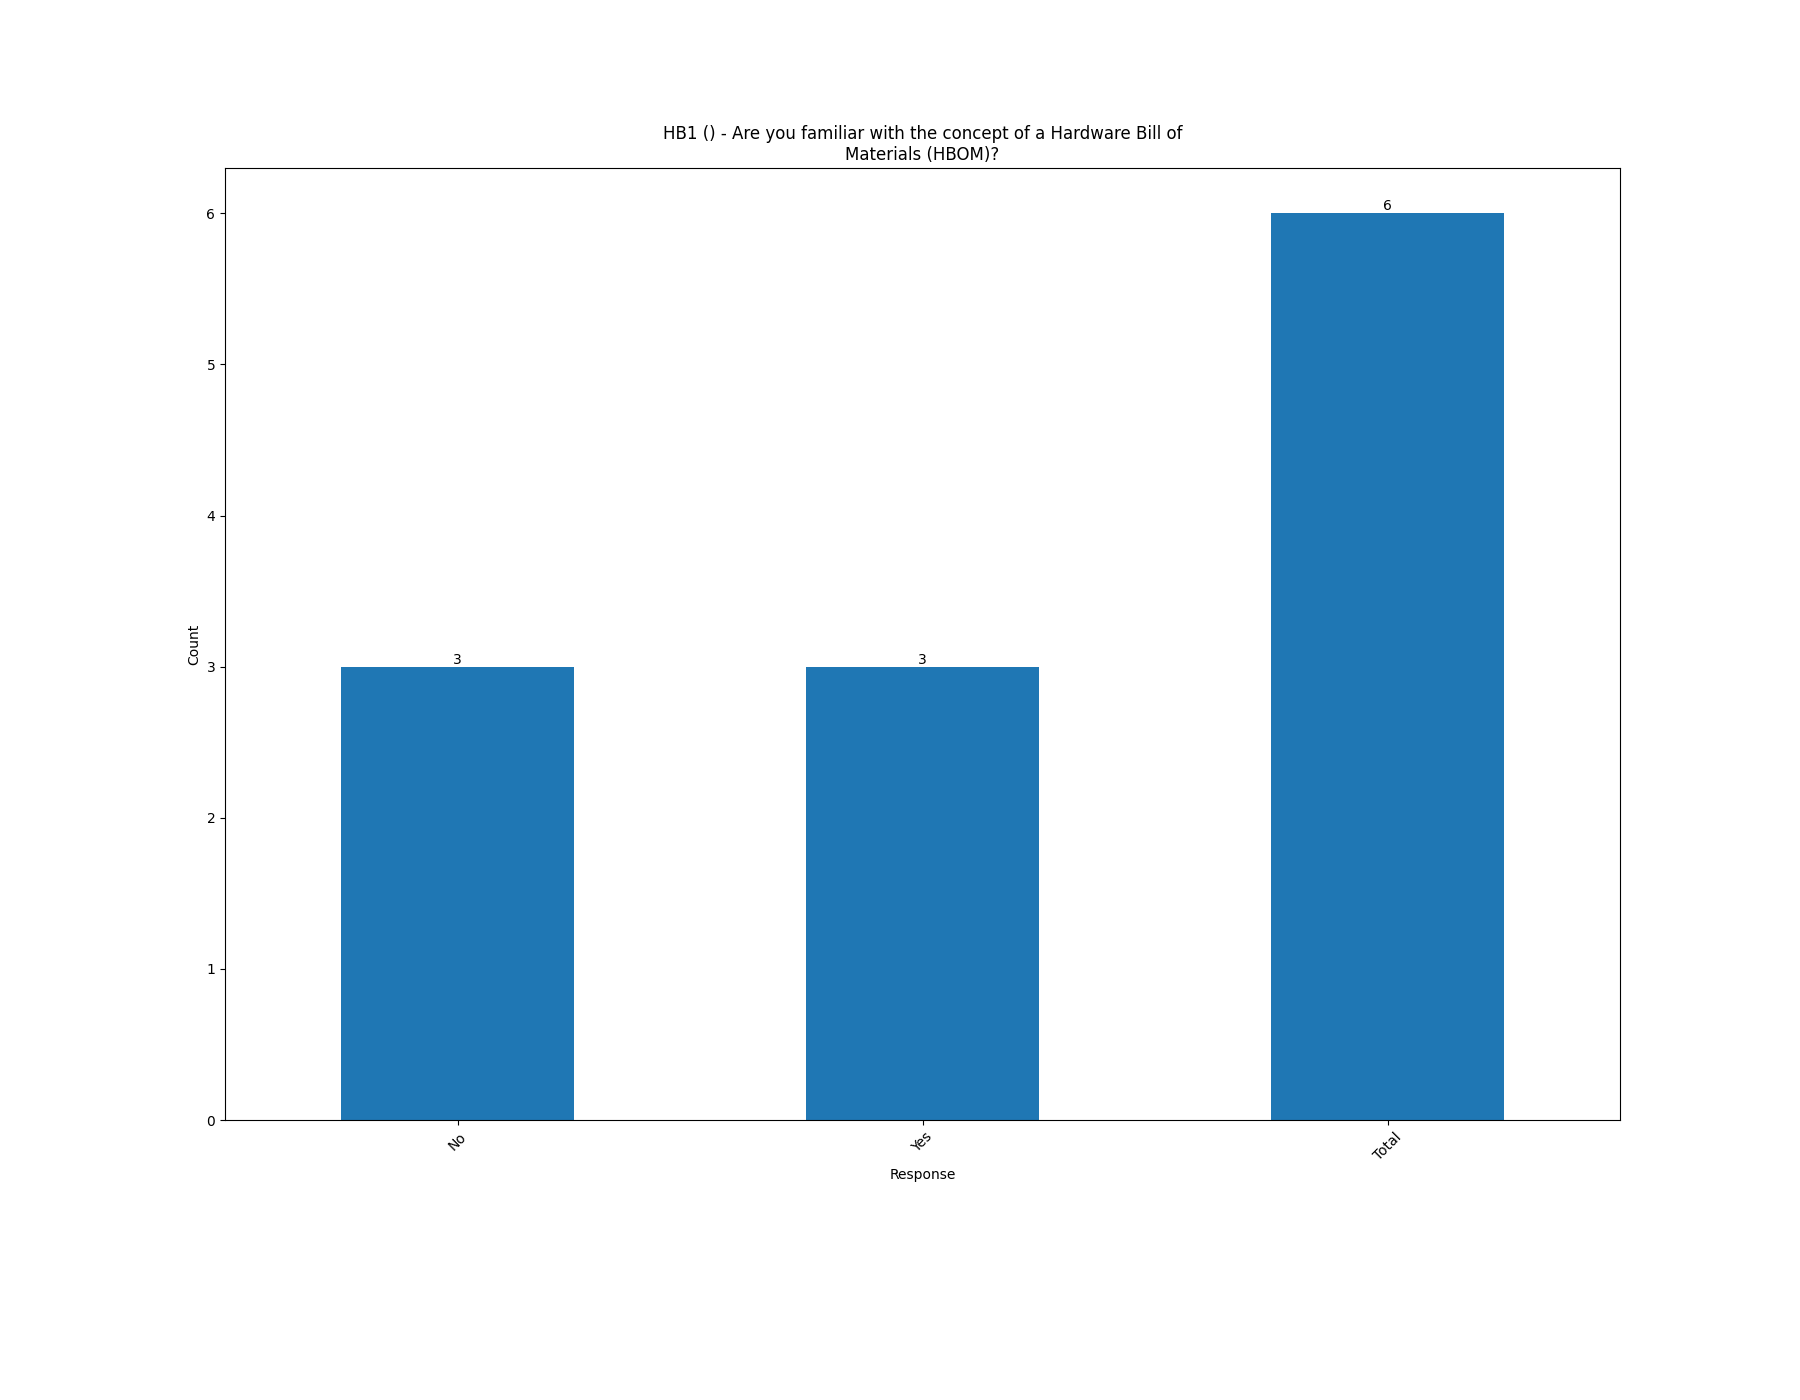 HB1 () - Are you familiar with the concept of a Hardware Bill of
Materials (HBOM)?
6
5
4
3
2
1
0
Count
3
3
6
No
Yes
Total
Response